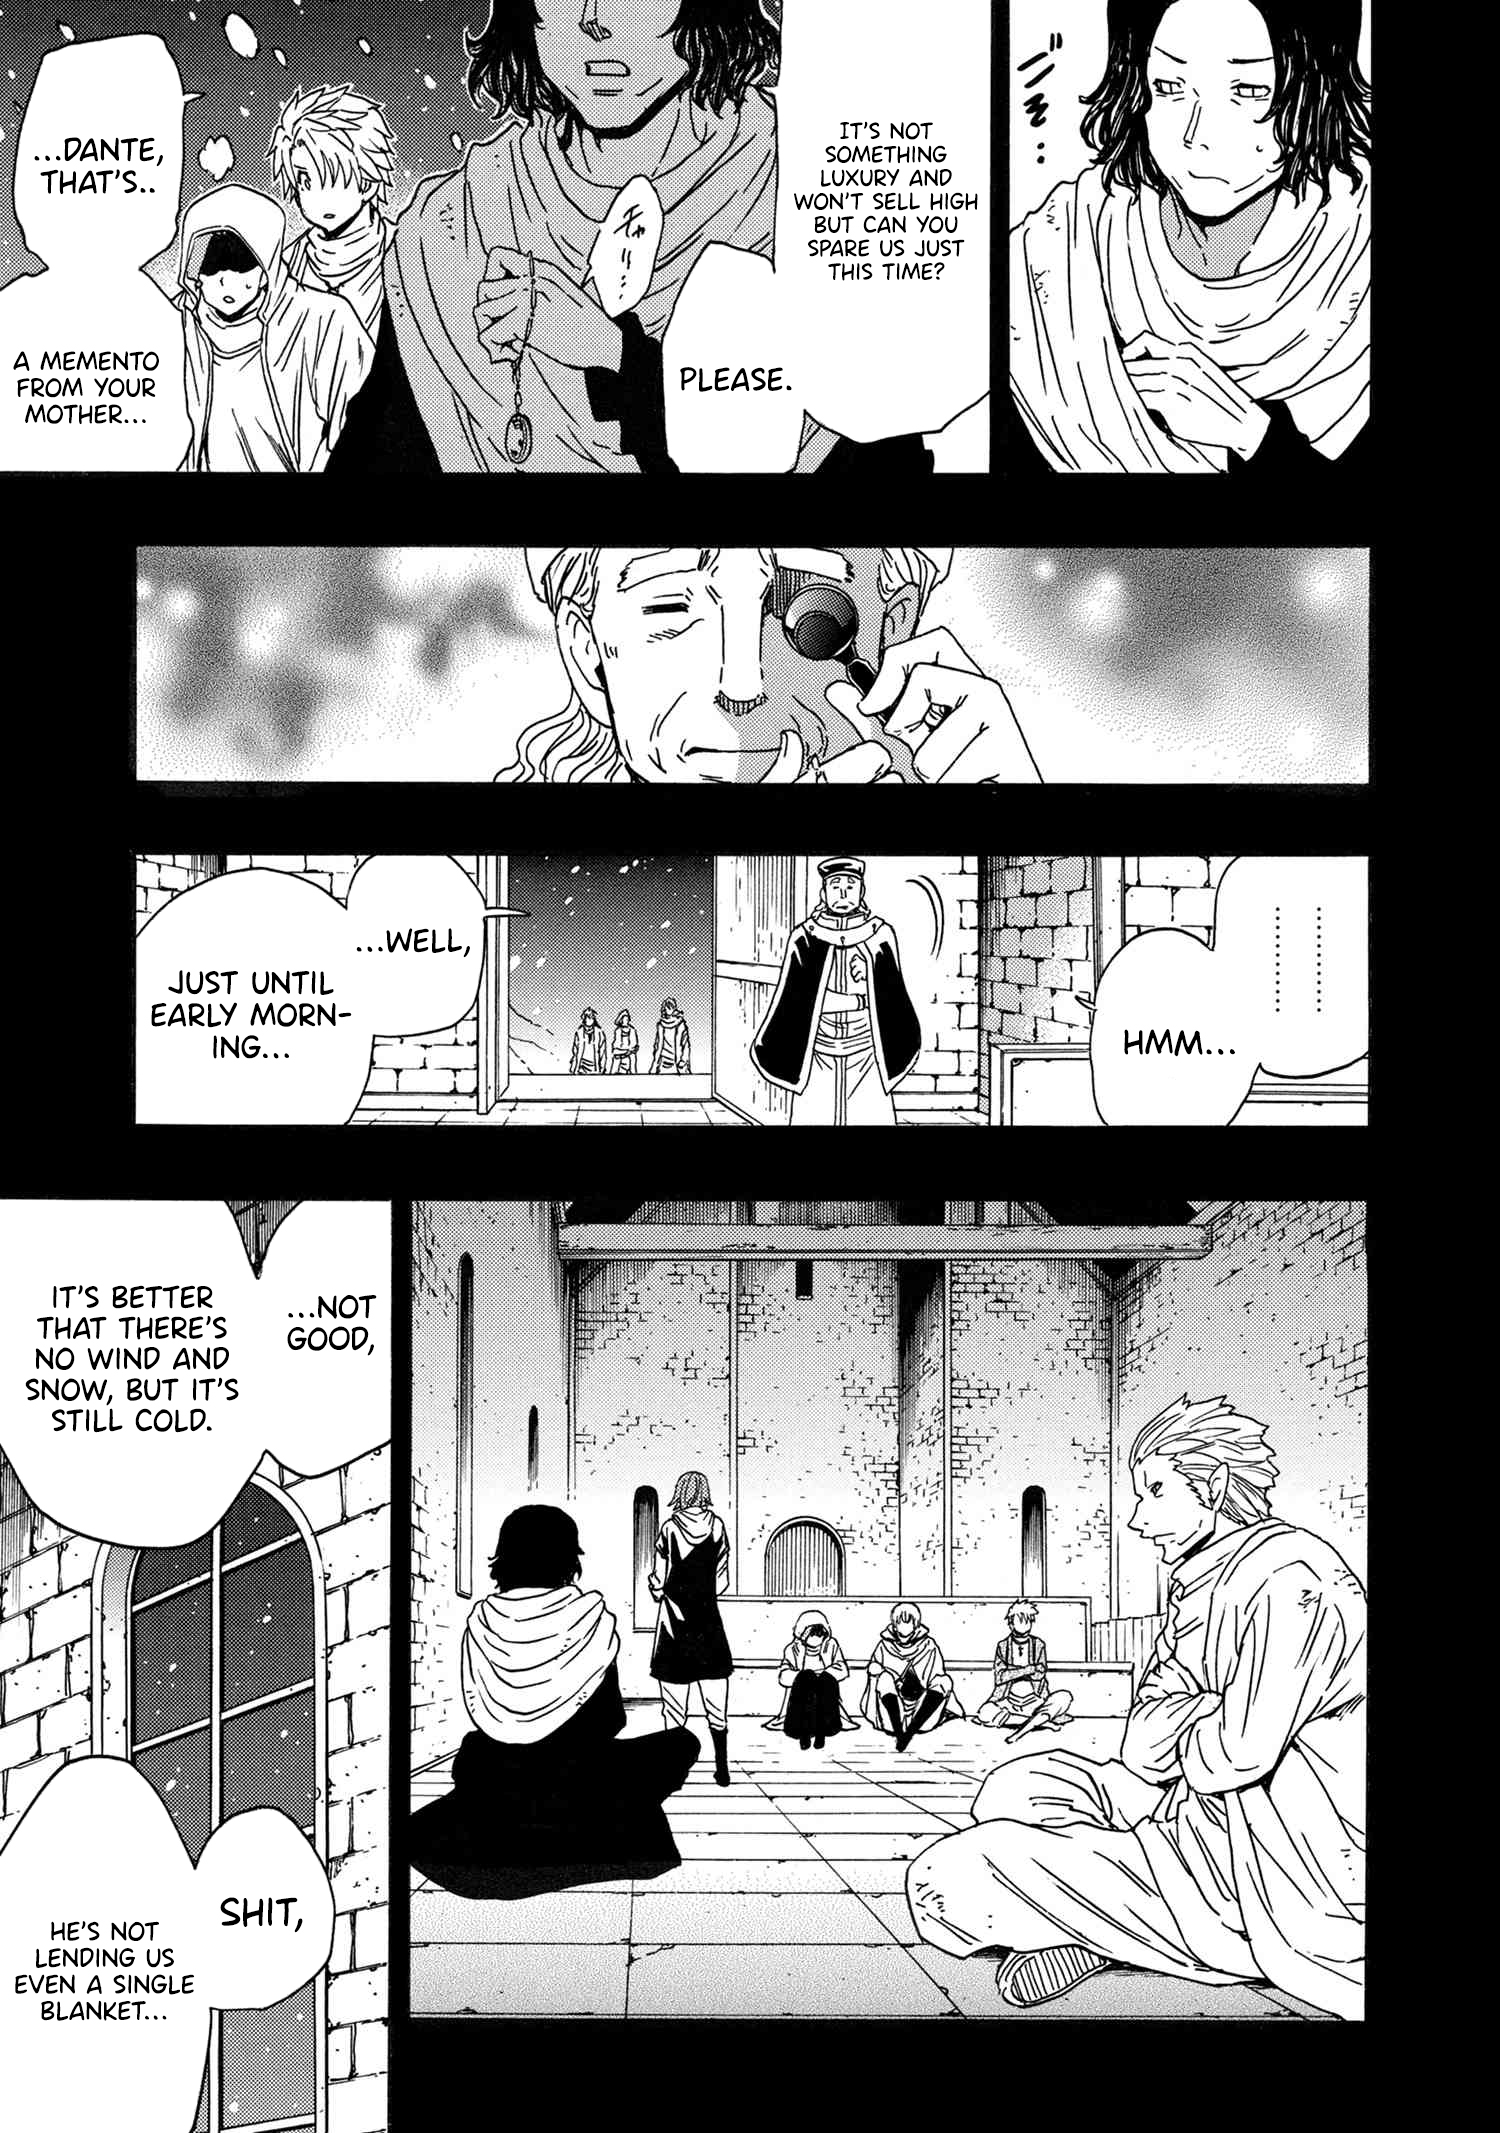 ジ…
IT'S NOT
SOMETHING
LUXURY AND
WON'T SELL HIGH
BUT CAN YOU
SPARE US JUST
THIS TIME?
PLEASE.
...DANTE,
THAT'S..
A MEMENTO
FROM YOUR
MOTHER...
HMM...
...WELL,
JUST UNTIL
EARLY MORN-
ING...
...NOT
GOOD,
IT'S BETTER
THAT THERE'S
NO WIND AND
SNOW, BUT IT'S
STILL COLD.
SHIT,
HE'S NOT
LENDING US
EVEN A SINGLE
BLANKET...